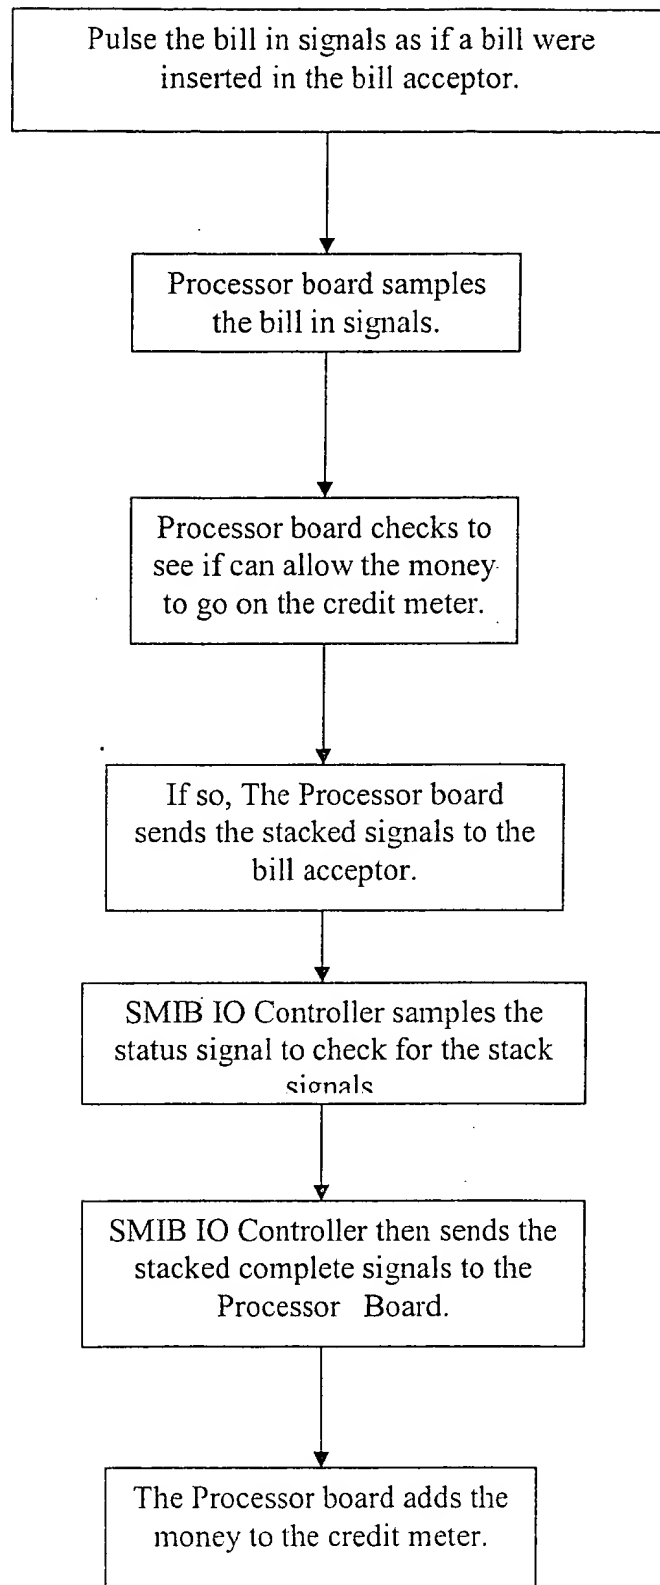 Pulse the bill in signals as if a bill were
inserted in the bill acceptor.
Processor board samples
the bill in signals.
Processor board checks to
see if can allow the money
to go on the credit meter.
If so, The Processor board
sends the stacked signals to the
bill acceptor.
SMIB IO Controller samples the
status signal to check for the stack
signals
SMIB IO Controller then sends the
stacked complete signals to the
Processor Board.
The Processor board adds the
money to the credit meter.